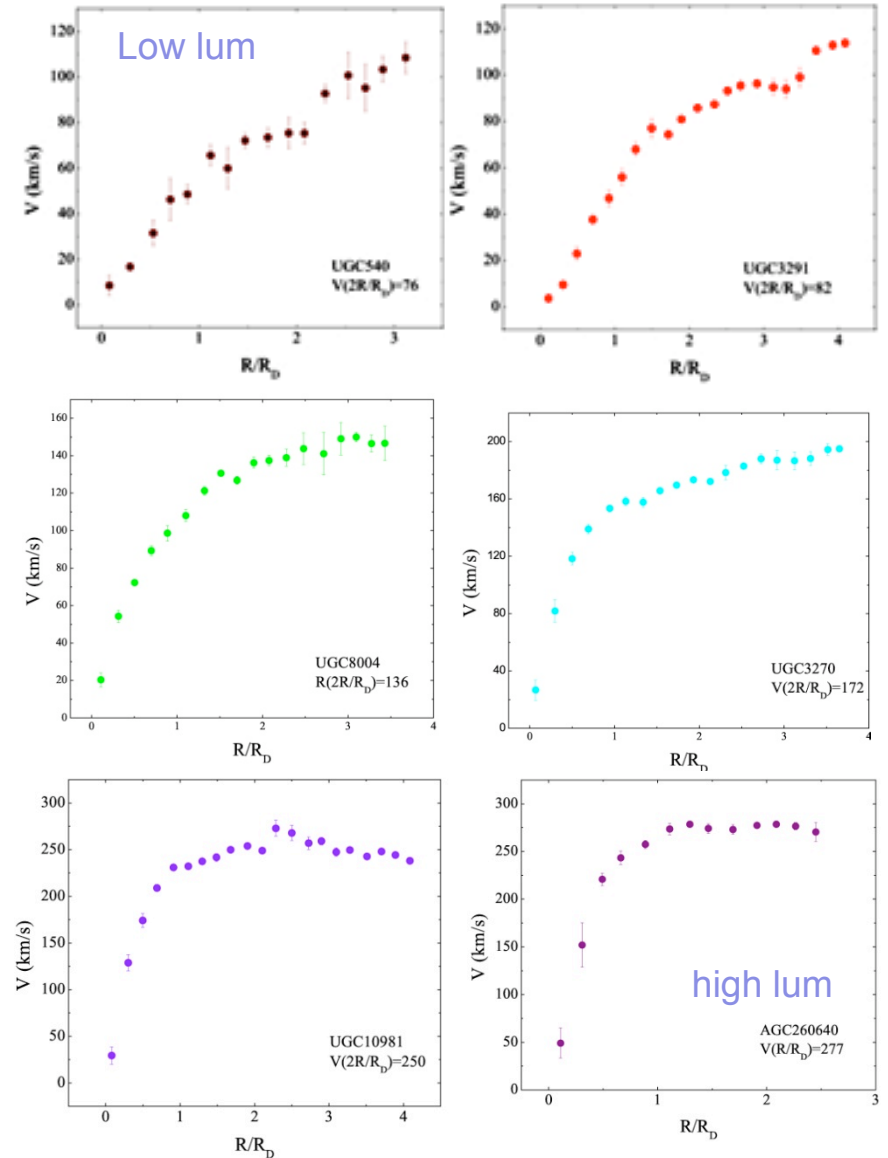 Low lum
120
100
80
60
40
20
0
V (km/s)
UGC540
V(2R/R_D)=76
0 1 2 3
R/R_D
120
100
80
60
40
20
0
V (km/s)
UGC3291
V(2R/R_D)=82
0 1 2 3 4
R/R_D
160
140
120
100
80
60
40
20
0
V (km/s)
UGC8004
R(2R/R_D)=136
0 1 2 3 4
R/R_D
200
160
120
80
40
0
V (km/s)
UGC3270
V(2R/R_D)=172
0 1 2 3 4
R/R_D
300
250
200
150
100
50
0
V (km/s)
UGC10981
V(2R/R_D)=250
0 1 2 3 4
R/R_D
300
250
200
150
100
50
0
V (km/s)
high lum
AGC260640
V(R/R_D)=277
0 1 2 3
R/R_D